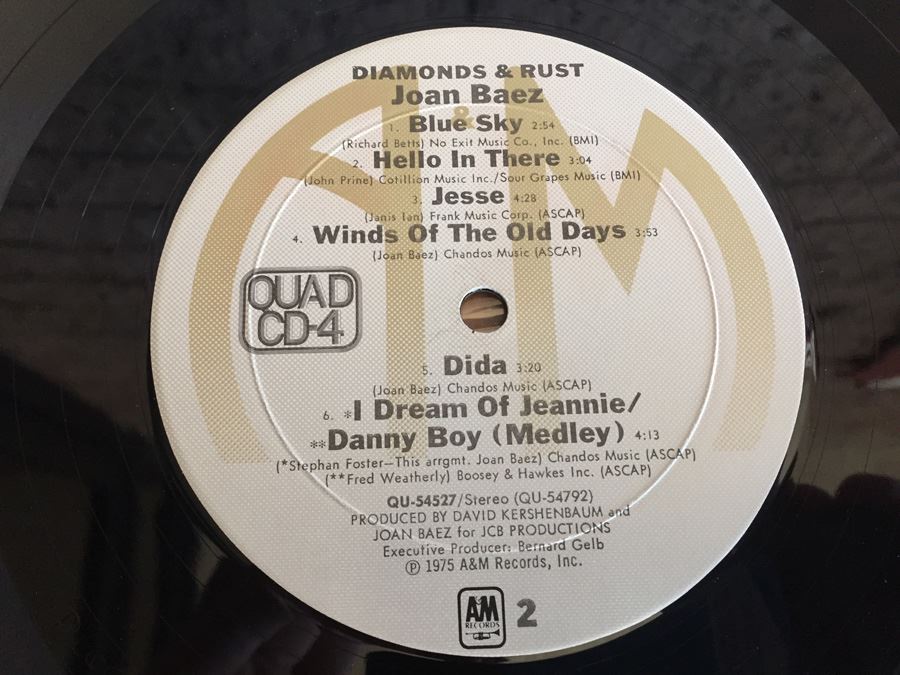 DIAMONDS & RUST
Joan Baez
1. Blue Sky 2:54
(Richard Betts) No Exit Music Co., Inc. (BMI)
2. Hello In There 3:04
(John Prine) Cotillion Music Inc./Sour Grapes Music (BMI)
3. Jesse 4:28
(Janis Ian) Frank Music Corp. (ASCAP)
4. Winds Of The Old Days 3:53
(Joan Baez) Chandos Music (ASCAP)
QUAD
CD-4
5. Dida 3:20
(Joan Baez) Chandos Music (ASCAP)
6. *I Dream Of Jeannie/
**Danny Boy (Medley) 4:13
(*Stephan Foster—This arrgmt. Joan Baez) Chandos Music (ASCAP)
(**Fred Weatherly) Boosey & Hawkes Inc. (ASCAP)
QU-54527/Stereo (QU-54792)
PRODUCED BY DAVID KERSHENBAUM and
JOAN BAEZ for JCB PRODUCTIONS
Executive Producer: Bernard Gelb
℗ 1975 A&M Records, Inc.
A&M
RECORDS
2